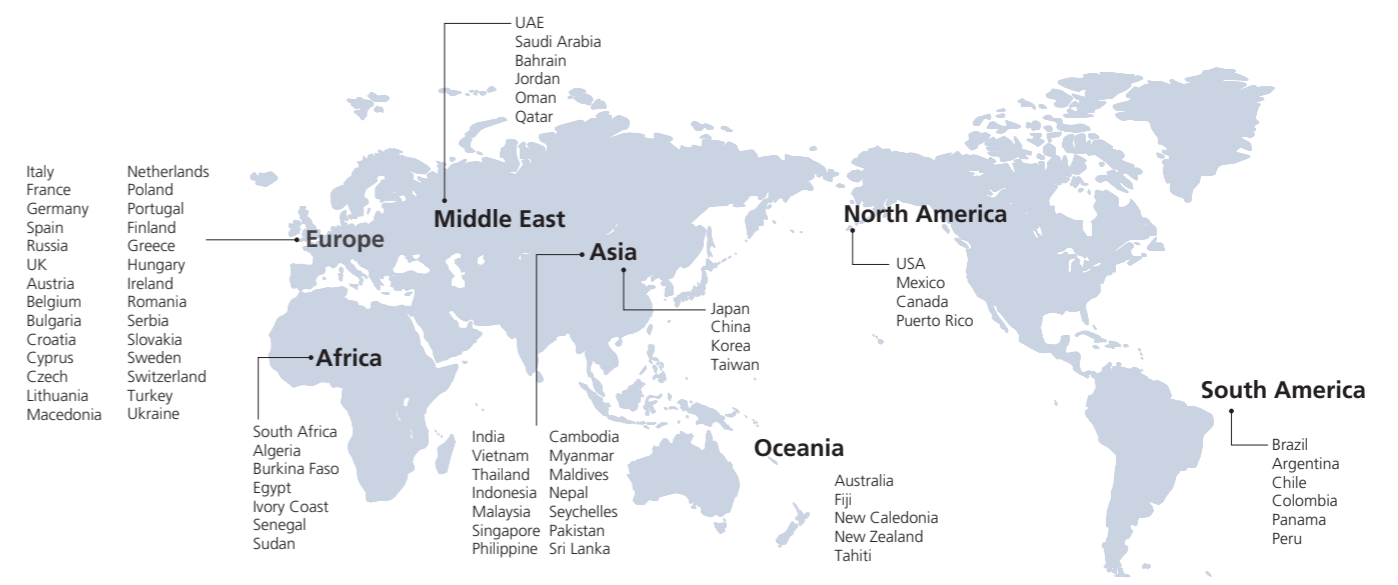 UAE
Saudi Arabia
Bahrain
Jordan
Oman
Qatar
Middle East
Italy
France
Germany
Spain
Russia
UK
Austria
Belgium
Bulgaria
Croatia
Cyprus
Czech
Lithuania
Macedonia
Netherlands
Poland
Portugal
Finland
Greece
Hungary
Ireland
Romania
Serbia
Slovakia
Sweden
Switzerland
Turkey
Ukraine
Europe
Asia
Japan
China
Korea
Taiwan
India
Vietnam
Thailand
Indonesia
Malaysia
Singapore
Philippine
Cambodia
Myanmar
Maldives
Nepal
Seychelles
Pakistan
Sri Lanka
Africa
South Africa
Algeria
Burkina Faso
Egypt
Ivory Coast
Senegal
Sudan
North America
USA
Mexico
Canada
Puerto Rico
Oceania
Australia
Fiji
New Caledonia
New Zealand
Tahiti
South America
Brazil
Argentina
Chile
Colombia
Panama
Peru